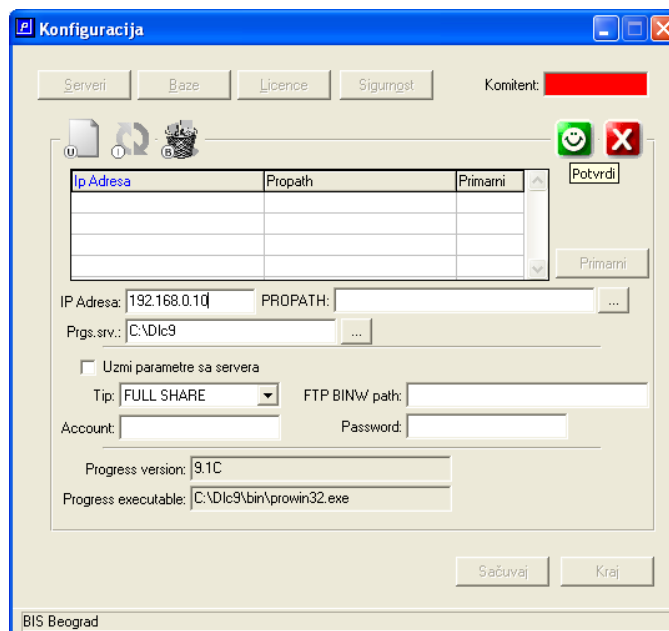 Konfiguracija
Serveri Baze Licence Sigurnost Komitent:
U I B
Potvrdi
Ip Adresa Propath Primarni
Primarni
IP Adresa: 192.168.0.10 PROPATH: ...
Prgs.srv.: C:\Dlc9 ...
Uzmi parametre sa servera
Tip: FULL SHARE FTP BINW path:
Account: Password:
Progress version: 9.1C
Progress executable: C:\Dlc9\bin\prowin32.exe
Sačuvaj Kraj
BIS Beograd